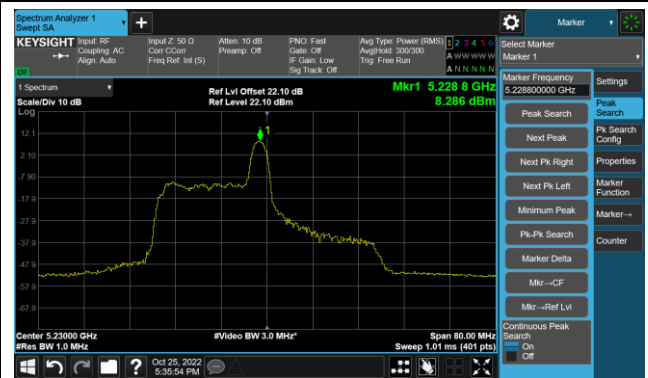 Spectrum Analyzer 1
Swept SA
Marker
KEYSIGHT
Input: RF
Coupling: AC
Align: Auto
Input Z: 50 Ω
Corr CCorr
Freq Ref: Int (S)
Atten: 10 dB
Preamp: Off
PNO: Fast
Gate: Off
IF Gain: Low
Sig Track: Off
Avg Type: Power (RMS)
Avg|Hold: 300/300
Trig: Free Run
1 2 3 4 5 6
A W W W W W
A N N N N N
Select Marker
Marker 1
1 Spectrum
Scale/Div 10 dB
Log
Ref Lvl Offset 22.10 dB
Ref Level 22.10 dBm
Mkr1 5.228 8 GHz
8.286 dBm
1
12.1
2.10
-7.90
-17.9
-27.9
-37.9
-47.9
-57.9
-67.9
Center 5.23000 GHz
#Res BW 1.0 MHz
#Video BW 3.0 MHz*
Span 80.00 MHz
Sweep 1.01 ms (401 pts)
Marker Frequency
5.228800000 GHz
Peak Search
Next Peak
Next Pk Right
Next Pk Left
Minimum Peak
Pk-Pk Search
Marker Delta
Mkr→CF
Mkr→Ref Lvl
Continuous Peak
Search
On
Off
Settings
Peak
Search
Pk Search
Config
Properties
Marker
Function
Marker→
Counter
Oct 25, 2022
5:35:54 PM